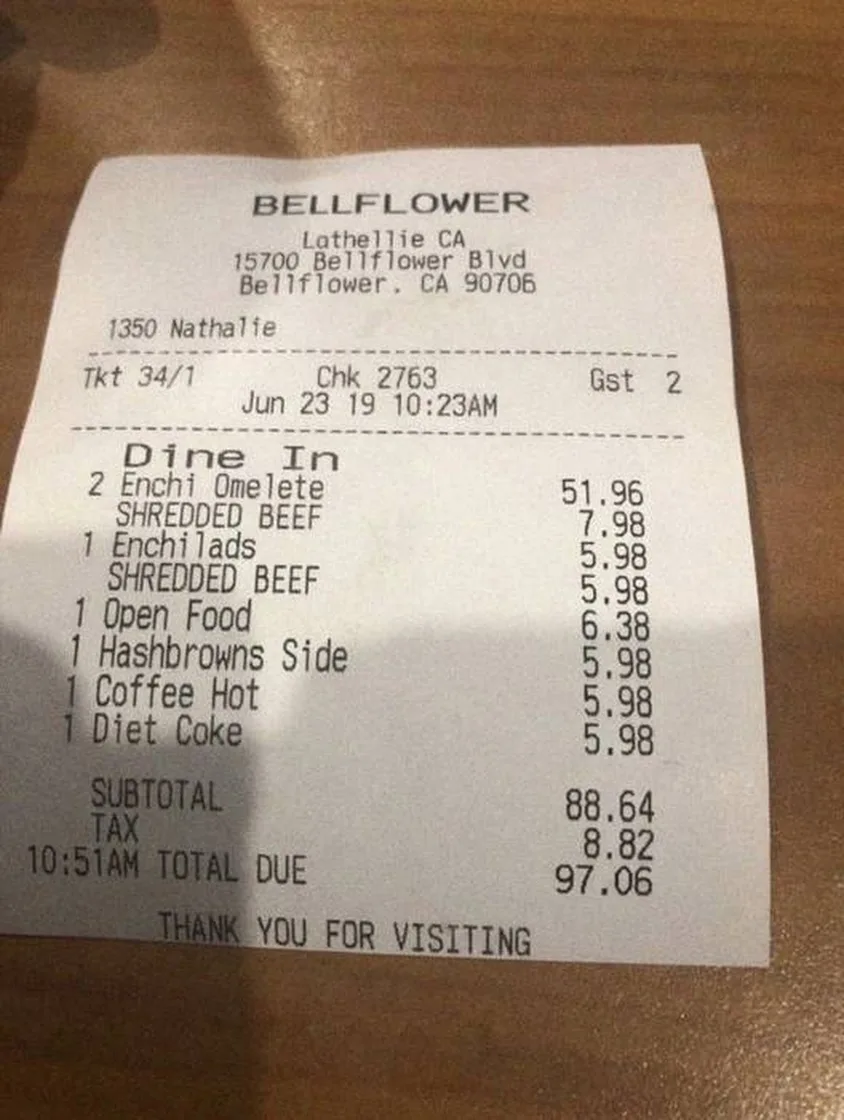 BELLFLOWER
Lathellie CA
15700 Bellflower Blvd
Bellflower. CA 90706
1350 Nathalie
Tkt 34/1 Chk 2763 Gst 2
Jun 23 19 10:23AM
Dine In
2 Enchi Omelete 51.96
SHREDDED BEEF 7.98
1 Enchilads 5.98
SHREDDED BEEF 5.98
1 Open Food 6.38
1 Hashbrowns Side 5.98
1 Coffee Hot 5.98
1 Diet Coke 5.98
SUBTOTAL 88.64
TAX 8.82
10:51AM TOTAL DUE 97.06
THANK YOU FOR VISITING